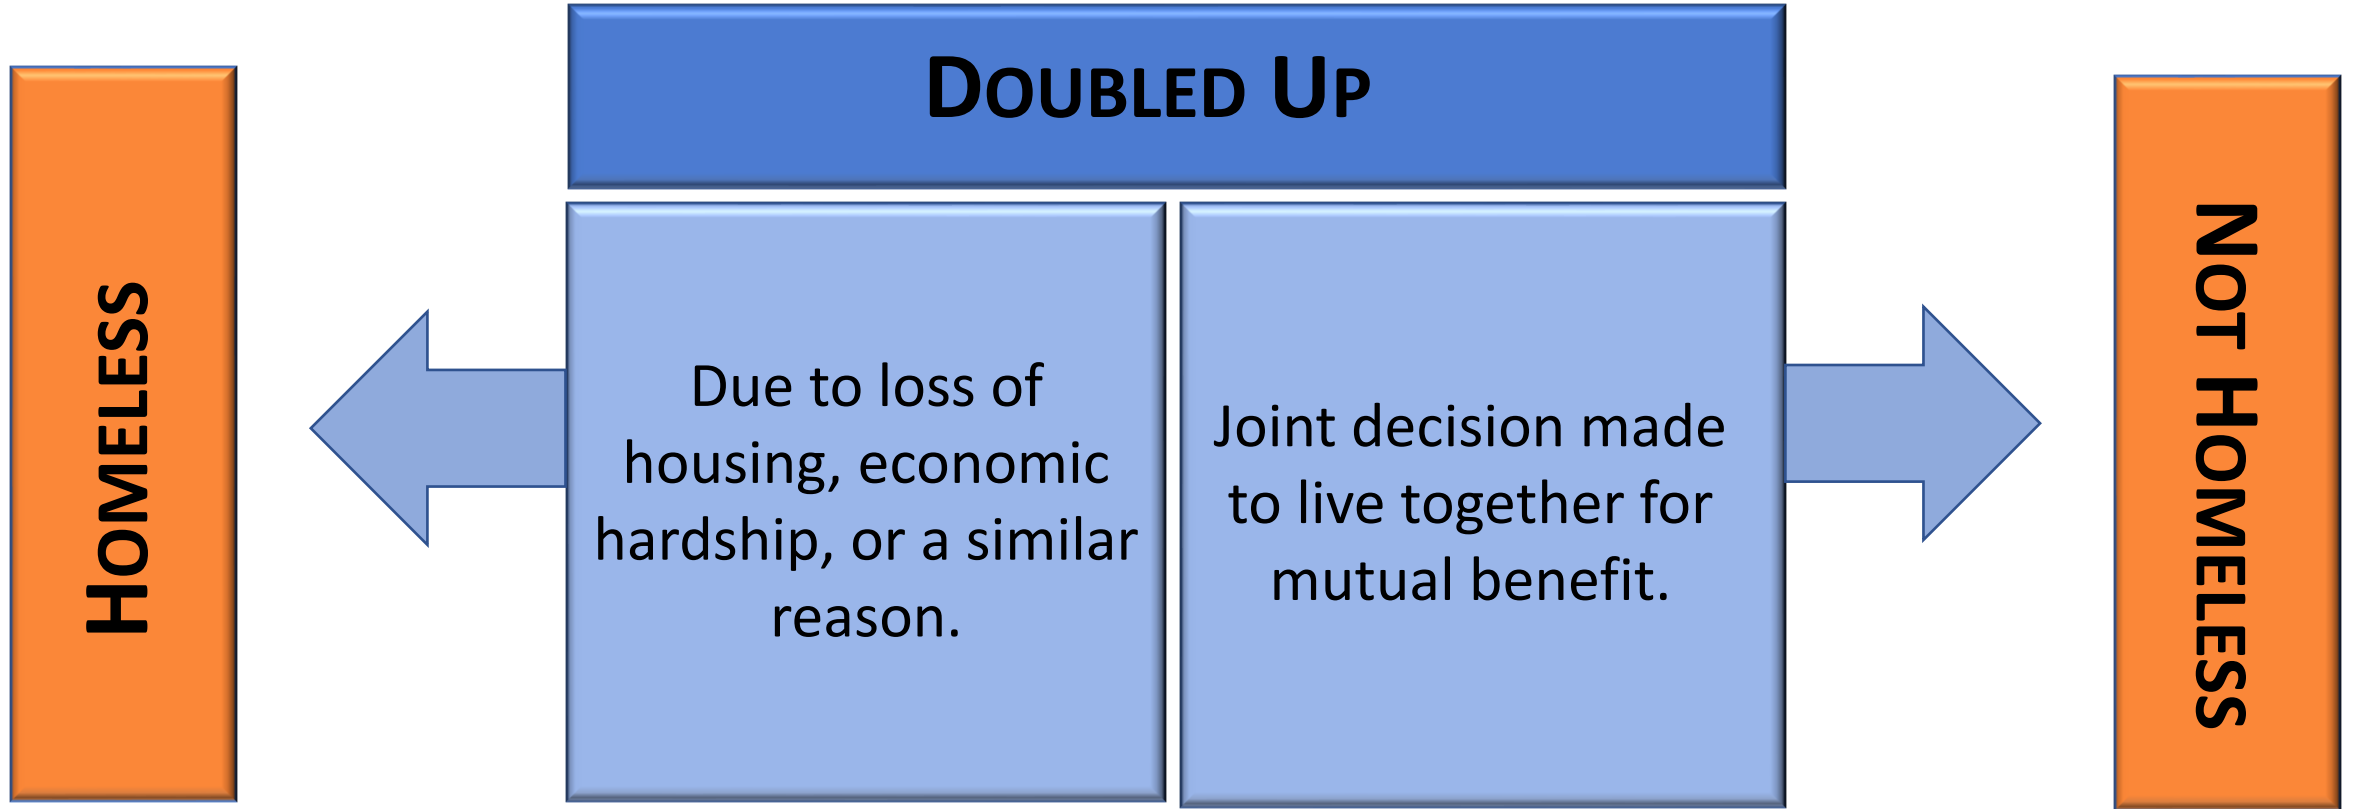 DOUBLED UP
HOMELESS
Due to loss of
housing, economic
hardship, or a similar
reason.
Joint decision made
to live together for
mutual benefit.
NOT HOMELESS